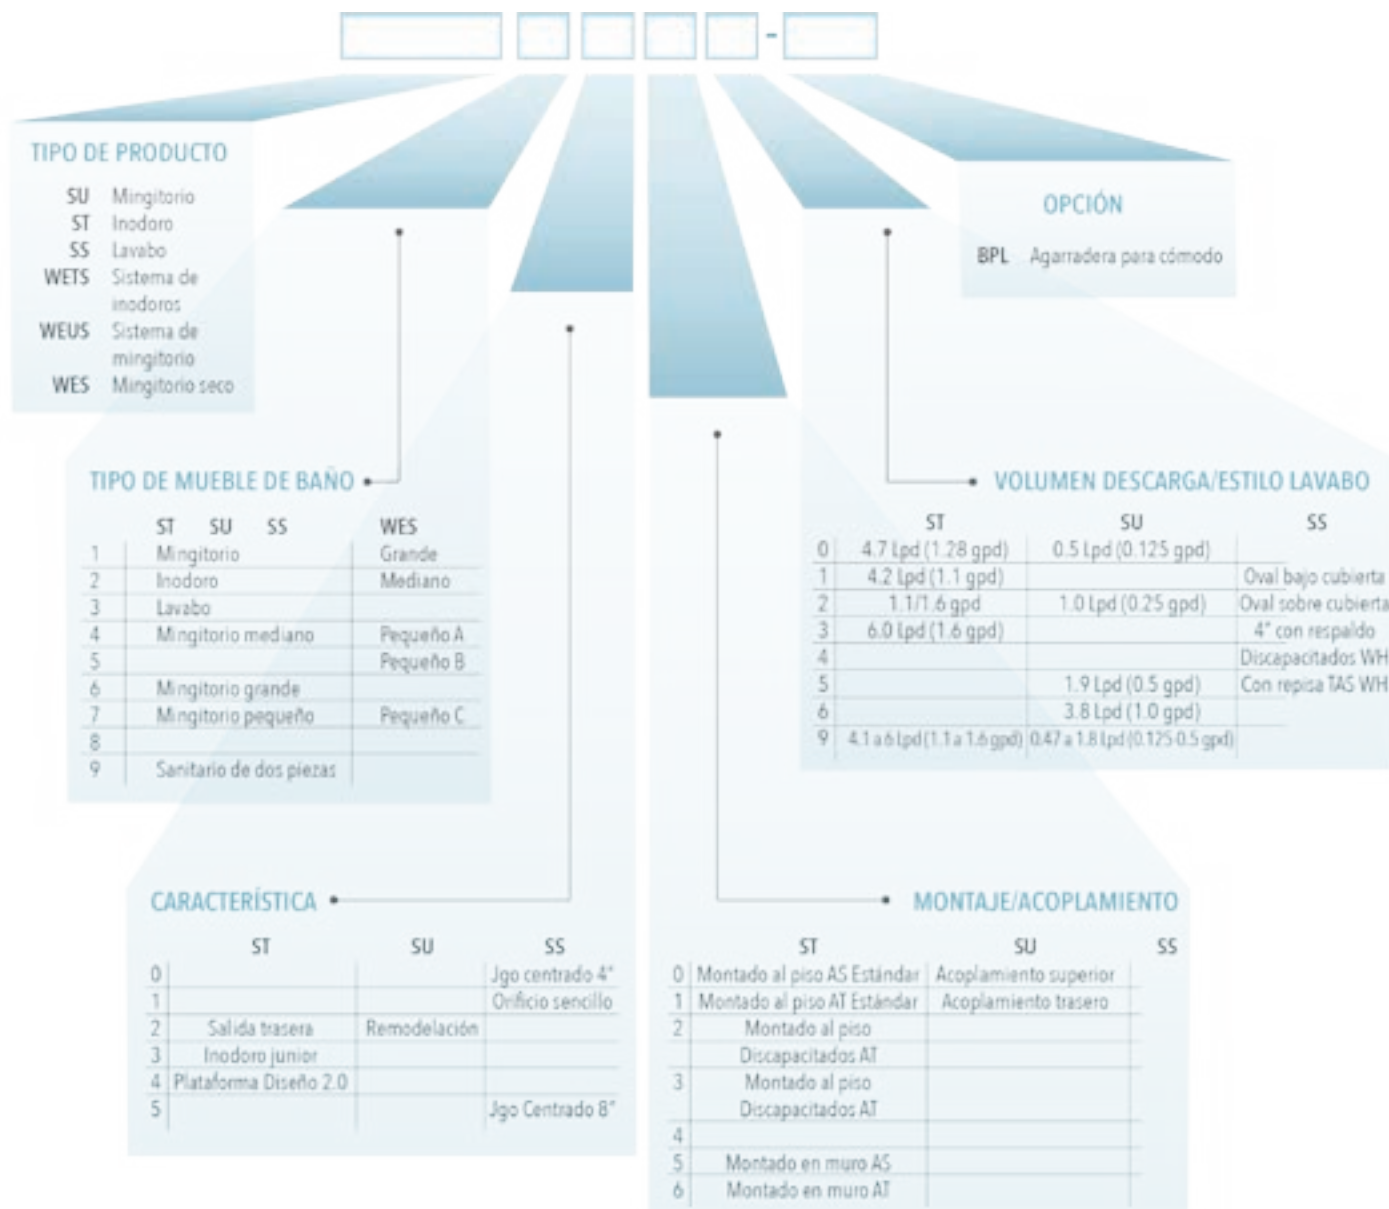 -
TIPO DE PRODUCTO
SU Mingitorio
ST Inodoro
SS Lavabo
WETS Sistema de
inodoros
WEUS Sistema de
mingitorio
WES Mingitorio seco
OPCIÓN
BPL Agarradera para cómodo
TIPO DE MUEBLE DE BAÑO
ST SU SS WES
1 Mingitorio Grande
2 Inodoro Mediano
3 Lavabo
4 Mingitorio mediano Pequeño A
5 Pequeño B
6 Mingitorio grande
7 Mingitorio pequeño Pequeño C
8
9 Sanitario de dos piezas
VOLUMEN DESCARGA/ESTILO LAVABO
ST SU SS
0 4.7 Lpd (1.28 gpd) 0.5 Lpd (0.125 gpd)
1 4.2 Lpd (1.1 gpd) Oval bajo cubierta
2 1.1/1.6 gpd 1.0 Lpd (0.25 gpd) Oval sobre cubierta
3 6.0 Lpd (1.6 gpd) 4" con respaldo
4 Discapacitados WH
5 1.9 Lpd (0.5 gpd) Con repisa TAS WH
6 3.8 Lpd (1.0 gpd)
9 4.1 a 6 Lpd (1.1 a 1.6 gpd) 0.47 a 1.8 Lpd (0.125-0.5 gpd)
CARACTERÍSTICA
ST SU SS
0 Jgo centrado 4"
1 Orificio sencillo
2 Salida trasera Remodelación
3 Inodoro junior
4 Plataforma Diseño 2.0
5 Jgo Centrado 8"
MONTAJE/ACOPLAMIENTO
ST SU SS
0 Montado al piso AS Estándar Acoplamiento superior
1 Montado al piso AT Estándar Acoplamiento trasero
2 Montado al piso
Discapacitados AT
3 Montado al piso
Discapacitados AT
4
5 Montado en muro AS
6 Montado en muro AT